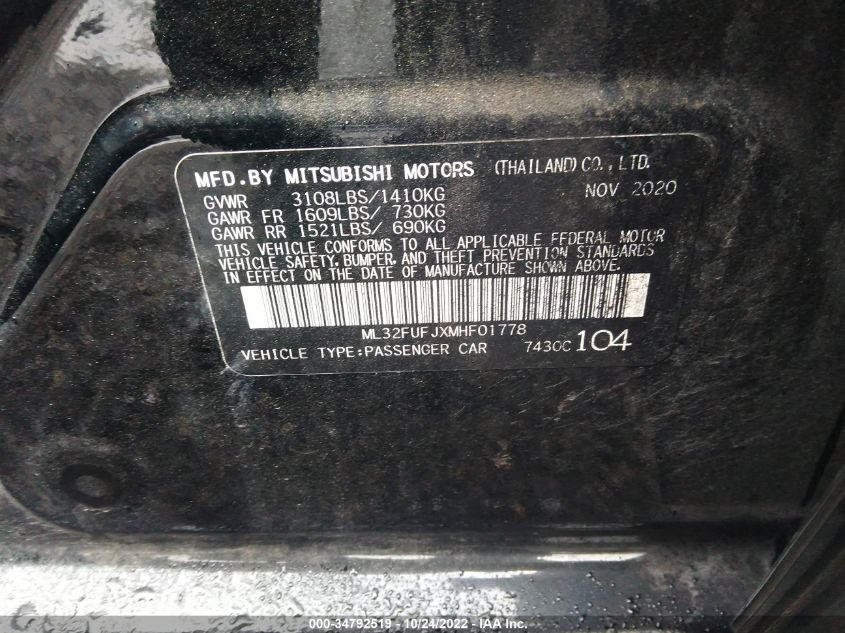 MFD.BY MITSUBISHI MOTORS (THAILAND)CO.,LTD.
GVWR 3108LBS/1410KG NOV 2020
GAWR FR 1609LBS/ 730KG
GAWR RR 1521LBS/ 690KG
THIS VEHICLE CONFORMS TO ALL APPLICABLE FEDERAL MOTOR
VEHICLE SAFETY, BUMPER, AND THEFT PREVENTION STANDARDS
IN EFFECT ON THE DATE OF MANUFACTURE SHOWN ABOVE.
ML32FUFJXMHF01778
VEHICLE TYPE:PASSENGER CAR 7430C 104
000-34792519 - 10/24/2022 - © IAA, Inc.